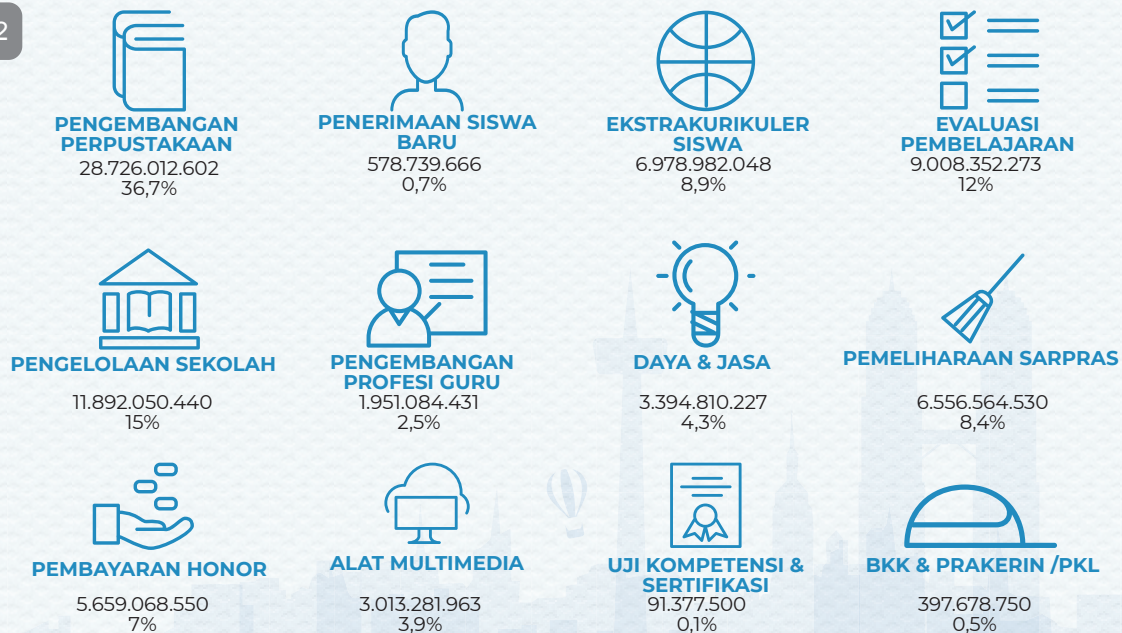 2
PENGEMBANGAN
PERPUSTAKAAN
28.726.012.602
36,7%
PENERIMAAN SISWA
BARU
578.739.666
0,7%
EKSTRAKURIKULER
SISWA
6.978.982.048
8,9%
EVALUASI
PEMBELAJARAN
9.008.352.273
12%
PENGELOLAAN SEKOLAH
11.892.050.440
15%
PENGEMBANGAN
PROFESI GURU
1.951.084.431
2,5%
DAYA & JASA
3.394.810.227
4,3%
PEMELIHARAAN SARPRAS
6.556.564.530
8,4%
PEMBAYARAN HONOR
5.659.068.550
7%
ALAT MULTIMEDIA
3.013.281.963
3,9%
UJI KOMPETENSI &
SERTIFIKASI
91.377.500
0,1%
BKK & PRAKERIN /PKL
397.678.750
0,5%